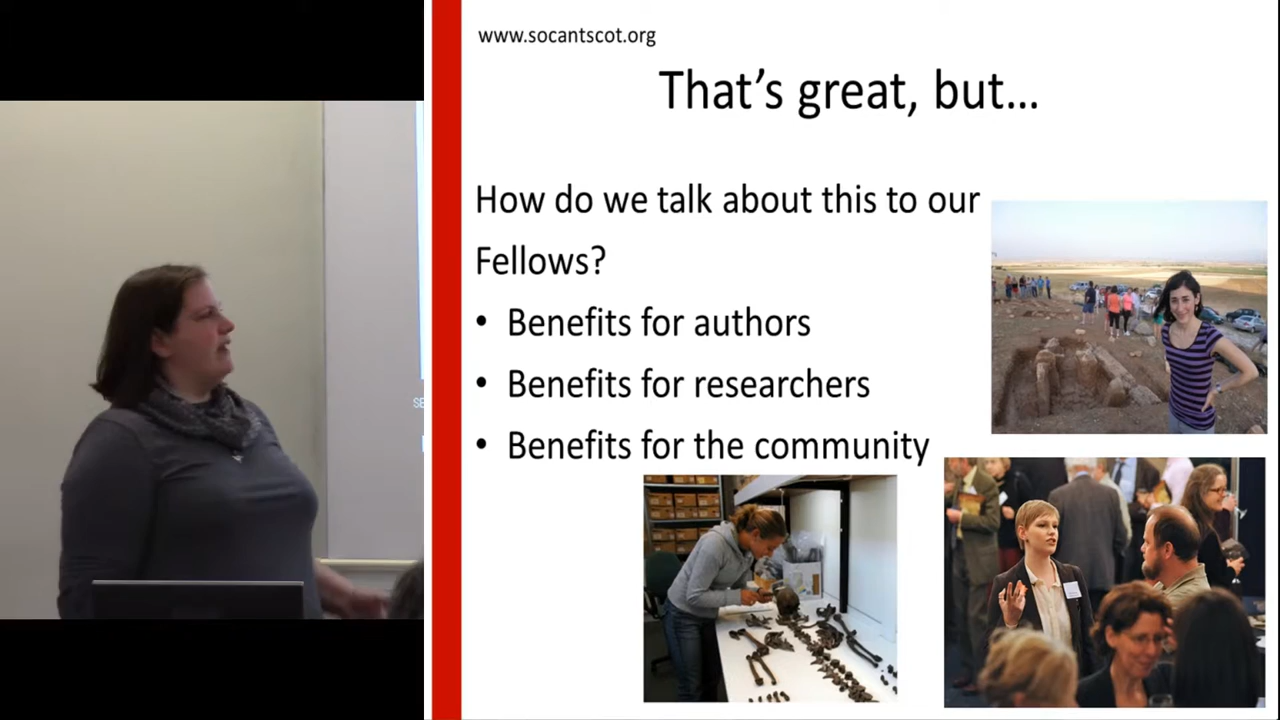 www.socantscot.org
That's great, but...
How do we talk about this to our
Fellows?
• Benefits for authors
• Benefits for researchers
• Benefits for the community